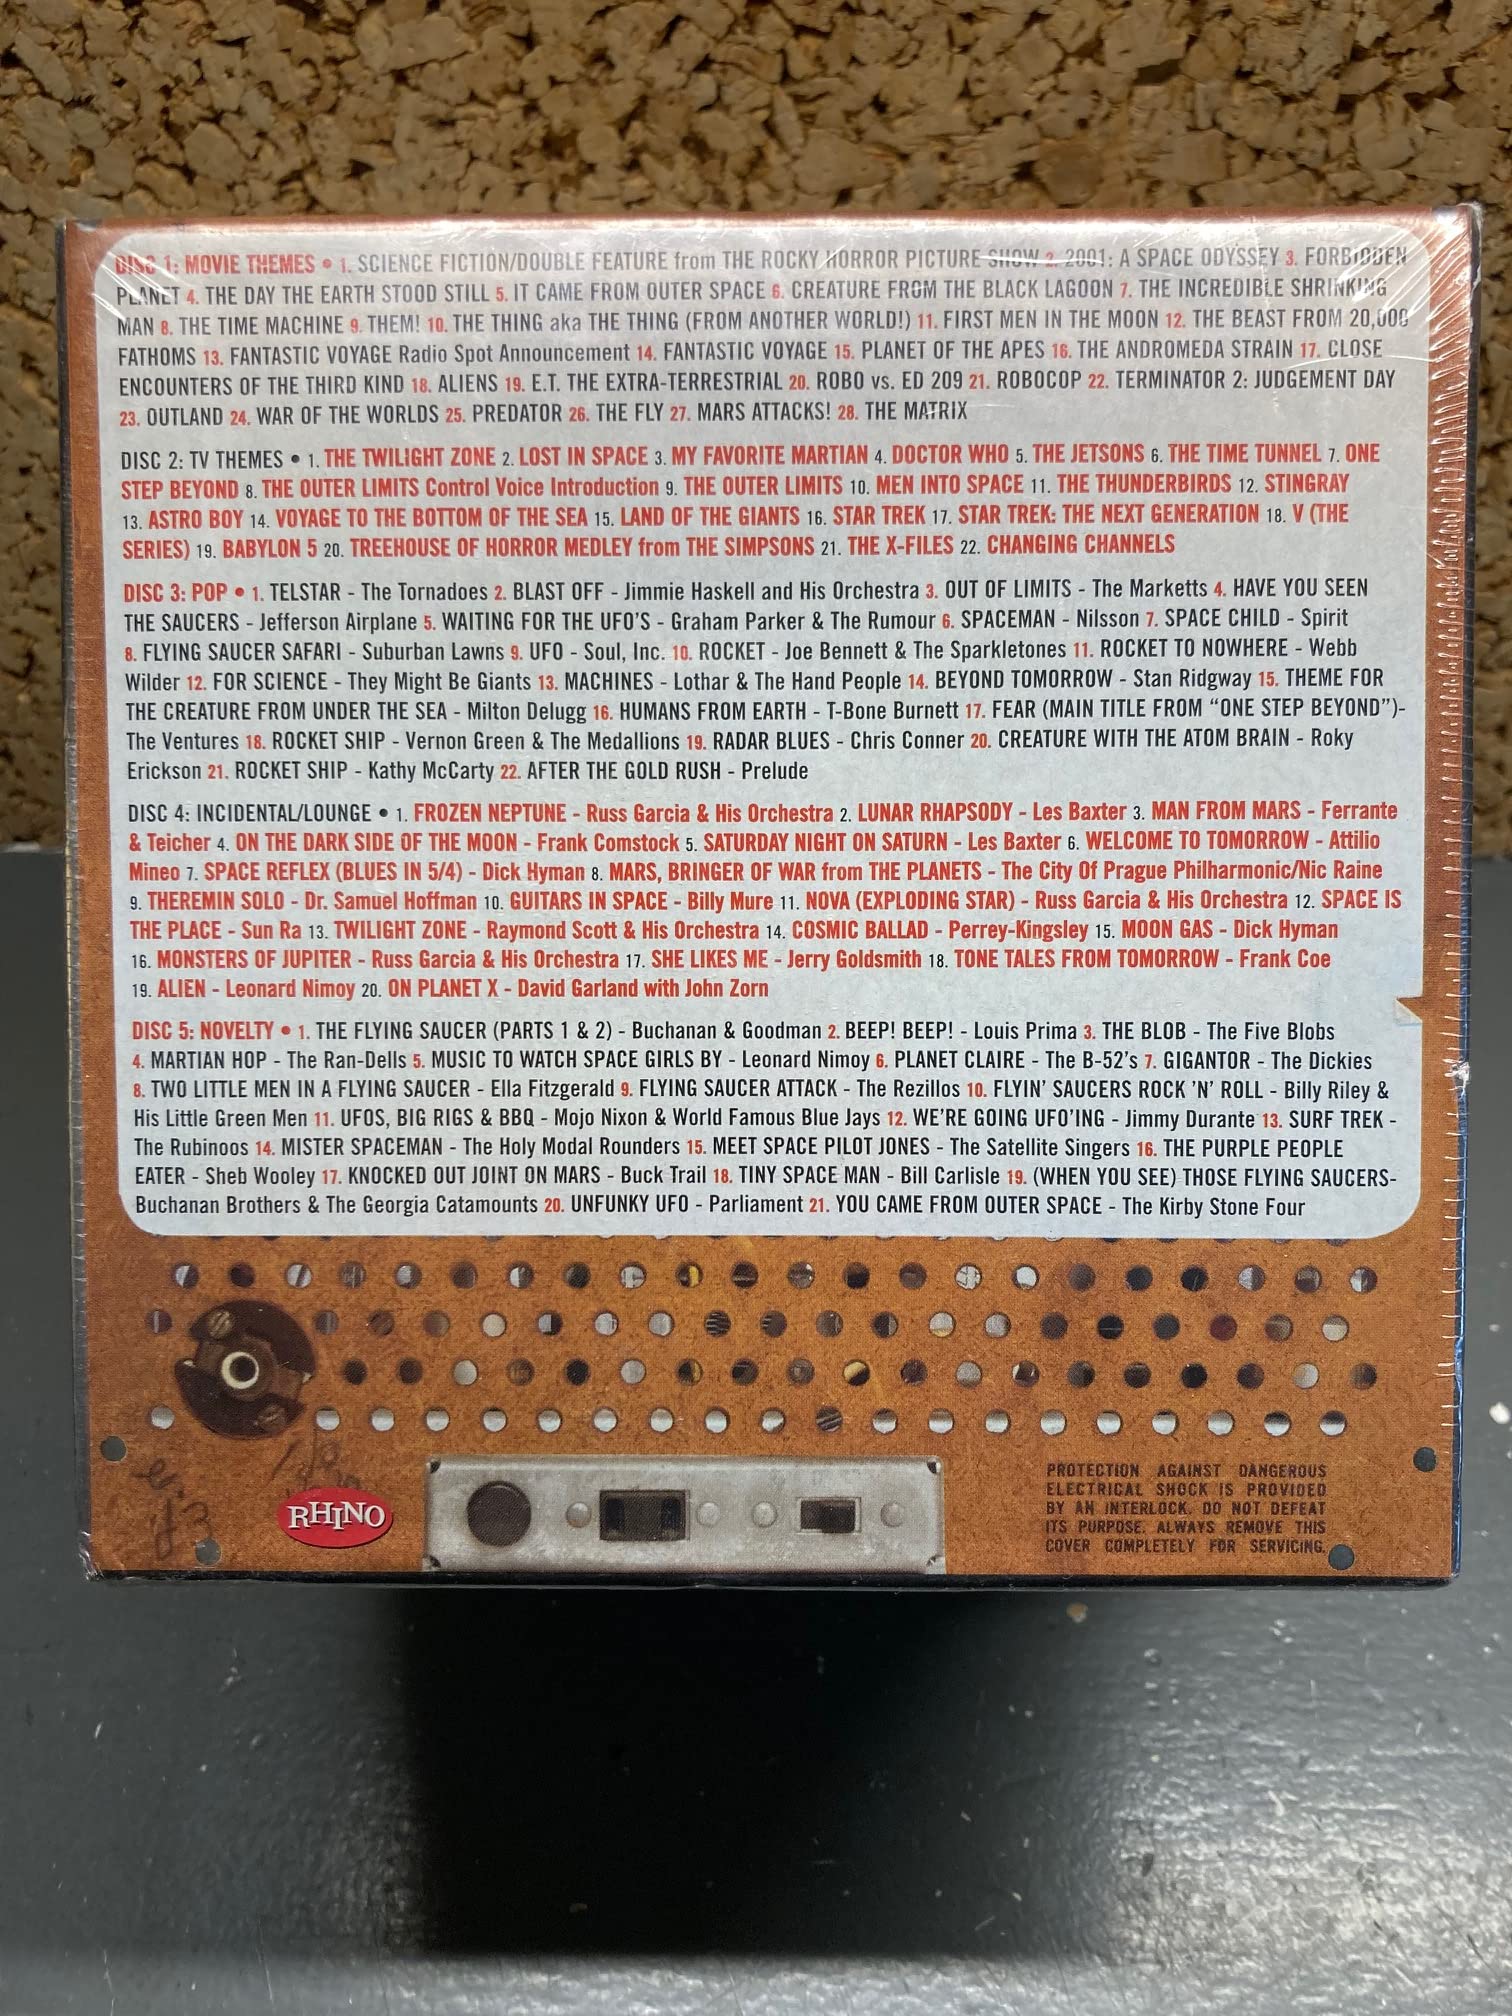 DISC 1: MOVIE THEMES • 1. SCIENCE FICTION/DOUBLE FEATURE from THE ROCKY HORROR PICTURE SHOW 2. 2001: A SPACE ODYSSEY 3. FORBIDDEN
PLANET 4. THE DAY THE EARTH STOOD STILL 5. IT CAME FROM OUTER SPACE 6. CREATURE FROM THE BLACK LAGOON 7. THE INCREDIBLE SHRINKING
MAN 8. THE TIME MACHINE 9. THEM! 10. THE THING aka THE THING (FROM ANOTHER WORLD!) 11. FIRST MEN IN THE MOON 12. THE BEAST FROM 20,000
FATHOMS 13. FANTASTIC VOYAGE Radio Spot Announcement 14. FANTASTIC VOYAGE 15. PLANET OF THE APES 16. THE ANDROMEDA STRAIN 17. CLOSE
ENCOUNTERS OF THE THIRD KIND 18. ALIENS 19. E.T. THE EXTRA-TERRESTRIAL 20. ROBO vs. ED 209 21. ROBOCOP 22. TERMINATOR 2: JUDGEMENT DAY
23. OUTLAND 24. WAR OF THE WORLDS 25. PREDATOR 26. THE FLY 27. MARS ATTACKS! 28. THE MATRIX
DISC 2: TV THEMES • 1. THE TWILIGHT ZONE 2. LOST IN SPACE 3. MY FAVORITE MARTIAN 4. DOCTOR WHO 5. THE JETSONS 6. THE TIME TUNNEL 7. ONE
STEP BEYOND 8. THE OUTER LIMITS Control Voice Introduction 9. THE OUTER LIMITS 10. MEN INTO SPACE 11. THE THUNDERBIRDS 12. STINGRAY
13. ASTRO BOY 14. VOYAGE TO THE BOTTOM OF THE SEA 15. LAND OF THE GIANTS 16. STAR TREK 17. STAR TREK: THE NEXT GENERATION 18. V (THE
SERIES) 19. BABYLON 5 20. TREEHOUSE OF HORROR MEDLEY from THE SIMPSONS 21. THE X-FILES 22. CHANGING CHANNELS
DISC 3: POP • 1. TELSTAR - The Tornadoes 2. BLAST OFF - Jimmie Haskell and His Orchestra 3. OUT OF LIMITS - The Marketts 4. HAVE YOU SEEN
THE SAUCERS - Jefferson Airplane 5. WAITING FOR THE UFO'S - Graham Parker & The Rumour 6. SPACEMAN - Nilsson 7. SPACE CHILD - Spirit
8. FLYING SAUCER SAFARI - Suburban Lawns 9. UFO - Soul, Inc. 10. ROCKET - Joe Bennett & The Sparkletones 11. ROCKET TO NOWHERE - Webb
Wilder 12. FOR SCIENCE - They Might Be Giants 13. MACHINES - Lothar & The Hand People 14. BEYOND TOMORROW - Stan Ridgway 15. THEME FOR
THE CREATURE FROM UNDER THE SEA - Milton Delugg 16. HUMANS FROM EARTH - T-Bone Burnett 17. FEAR (MAIN TITLE FROM "ONE STEP BEYOND")-
The Ventures 18. ROCKET SHIP - Vernon Green & The Medallions 19. RADAR BLUES - Chris Conner 20. CREATURE WITH THE ATOM BRAIN - Roky
Erickson 21. ROCKET SHIP - Kathy McCarty 22. AFTER THE GOLD RUSH - Prelude
DISC 4: INCIDENTAL/LOUNGE • 1. FROZEN NEPTUNE - Russ Garcia & His Orchestra 2. LUNAR RHAPSODY - Les Baxter 3. MAN FROM MARS - Ferrante
& Teicher 4. ON THE DARK SIDE OF THE MOON - Frank Comstock 5. SATURDAY NIGHT ON SATURN - Les Baxter 6. WELCOME TO TOMORROW - Attilio
Mineo 7. SPACE REFLEX (BLUES IN 5/4) - Dick Hyman 8. MARS, BRINGER OF WAR from THE PLANETS - The City Of Prague Philharmonic/Nic Raine
9. THEREMIN SOLO - Dr. Samuel Hoffman 10. GUITARS IN SPACE - Billy Mure 11. NOVA (EXPLODING STAR) - Russ Garcia & His Orchestra 12. SPACE IS
THE PLACE - Sun Ra 13. TWILIGHT ZONE - Raymond Scott & His Orchestra 14. COSMIC BALLAD - Perrey-Kingsley 15. MOON GAS - Dick Hyman
16. MONSTERS OF JUPITER - Russ Garcia & His Orchestra 17. SHE LIKES ME - Jerry Goldsmith 18. TONE TALES FROM TOMORROW - Frank Coe
19. ALIEN - Leonard Nimoy 20. ON PLANET X - David Garland with John Zorn
DISC 5: NOVELTY • 1. THE FLYING SAUCER (PARTS 1 & 2) - Buchanan & Goodman 2. BEEP! BEEP! - Louis Prima 3. THE BLOB - The Five Blobs
4. MARTIAN HOP - The Ran-Dells 5. MUSIC TO WATCH SPACE GIRLS BY - Leonard Nimoy 6. PLANET CLAIRE - The B-52's 7. GIGANTOR - The Dickies
8. TWO LITTLE MEN IN A FLYING SAUCER - Ella Fitzgerald 9. FLYING SAUCER ATTACK - The Rezillos 10. FLYIN' SAUCERS ROCK 'N' ROLL - Billy Riley &
His Little Green Men 11. UFOS, BIG RIGS & BBQ - Mojo Nixon & World Famous Blue Jays 12. WE'RE GOING UFO'ING - Jimmy Durante 13. SURF TREK -
The Rubinoos 14. MISTER SPACEMAN - The Holy Modal Rounders 15. MEET SPACE PILOT JONES - The Satellite Singers 16. THE PURPLE PEOPLE
EATER - Sheb Wooley 17. KNOCKED OUT JOINT ON MARS - Buck Trail 18. TINY SPACE MAN - Bill Carlisle 19. (WHEN YOU SEE) THOSE FLYING SAUCERS-
Buchanan Brothers & The Georgia Catamounts 20. UNFUNKY UFO - Parliament 21. YOU CAME FROM OUTER SPACE - The Kirby Stone Four
RHINO
PROTECTION AGAINST DANGEROUS
ELECTRICAL SHOCK IS PROVIDED
BY AN INTERLOCK. DO NOT DEFEAT
ITS PURPOSE. ALWAYS REMOVE THIS
COVER COMPLETELY FOR SERVICING.